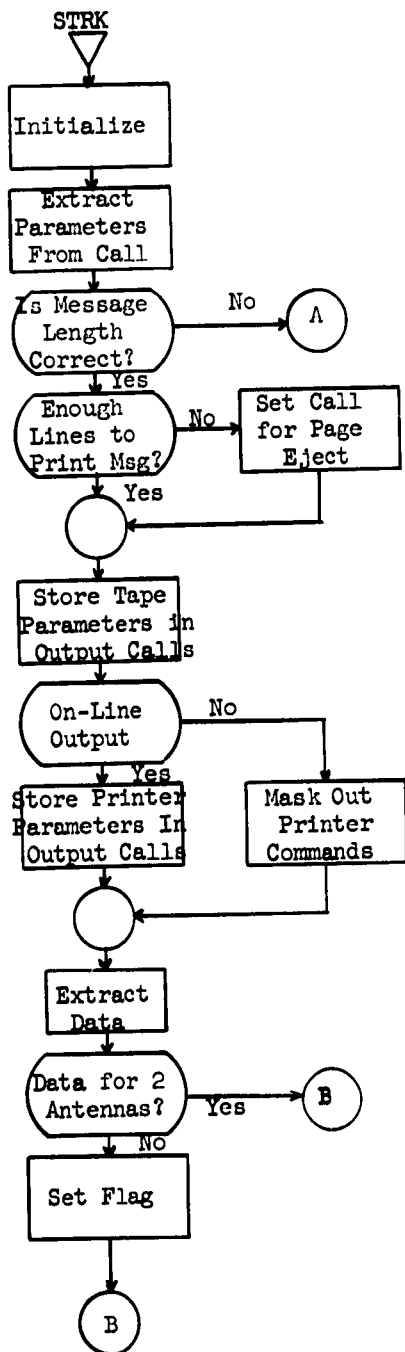 STRK
Initialize
Extract
Parameters
From Call
Is Message
Length
Correct?
No
A
Yes
Enough
Lines to
Print Msg?
No
Set Call
for Page
Eject
Yes
Store Tape
Parameters in
Output Calls
On-Line
Output
No
Yes
Store Printer
Parameters In
Output Calls
Mask Out
Printer
Commands
Extract
Data
Data for 2
Antennas?
Yes
B
No
Set Flag
B